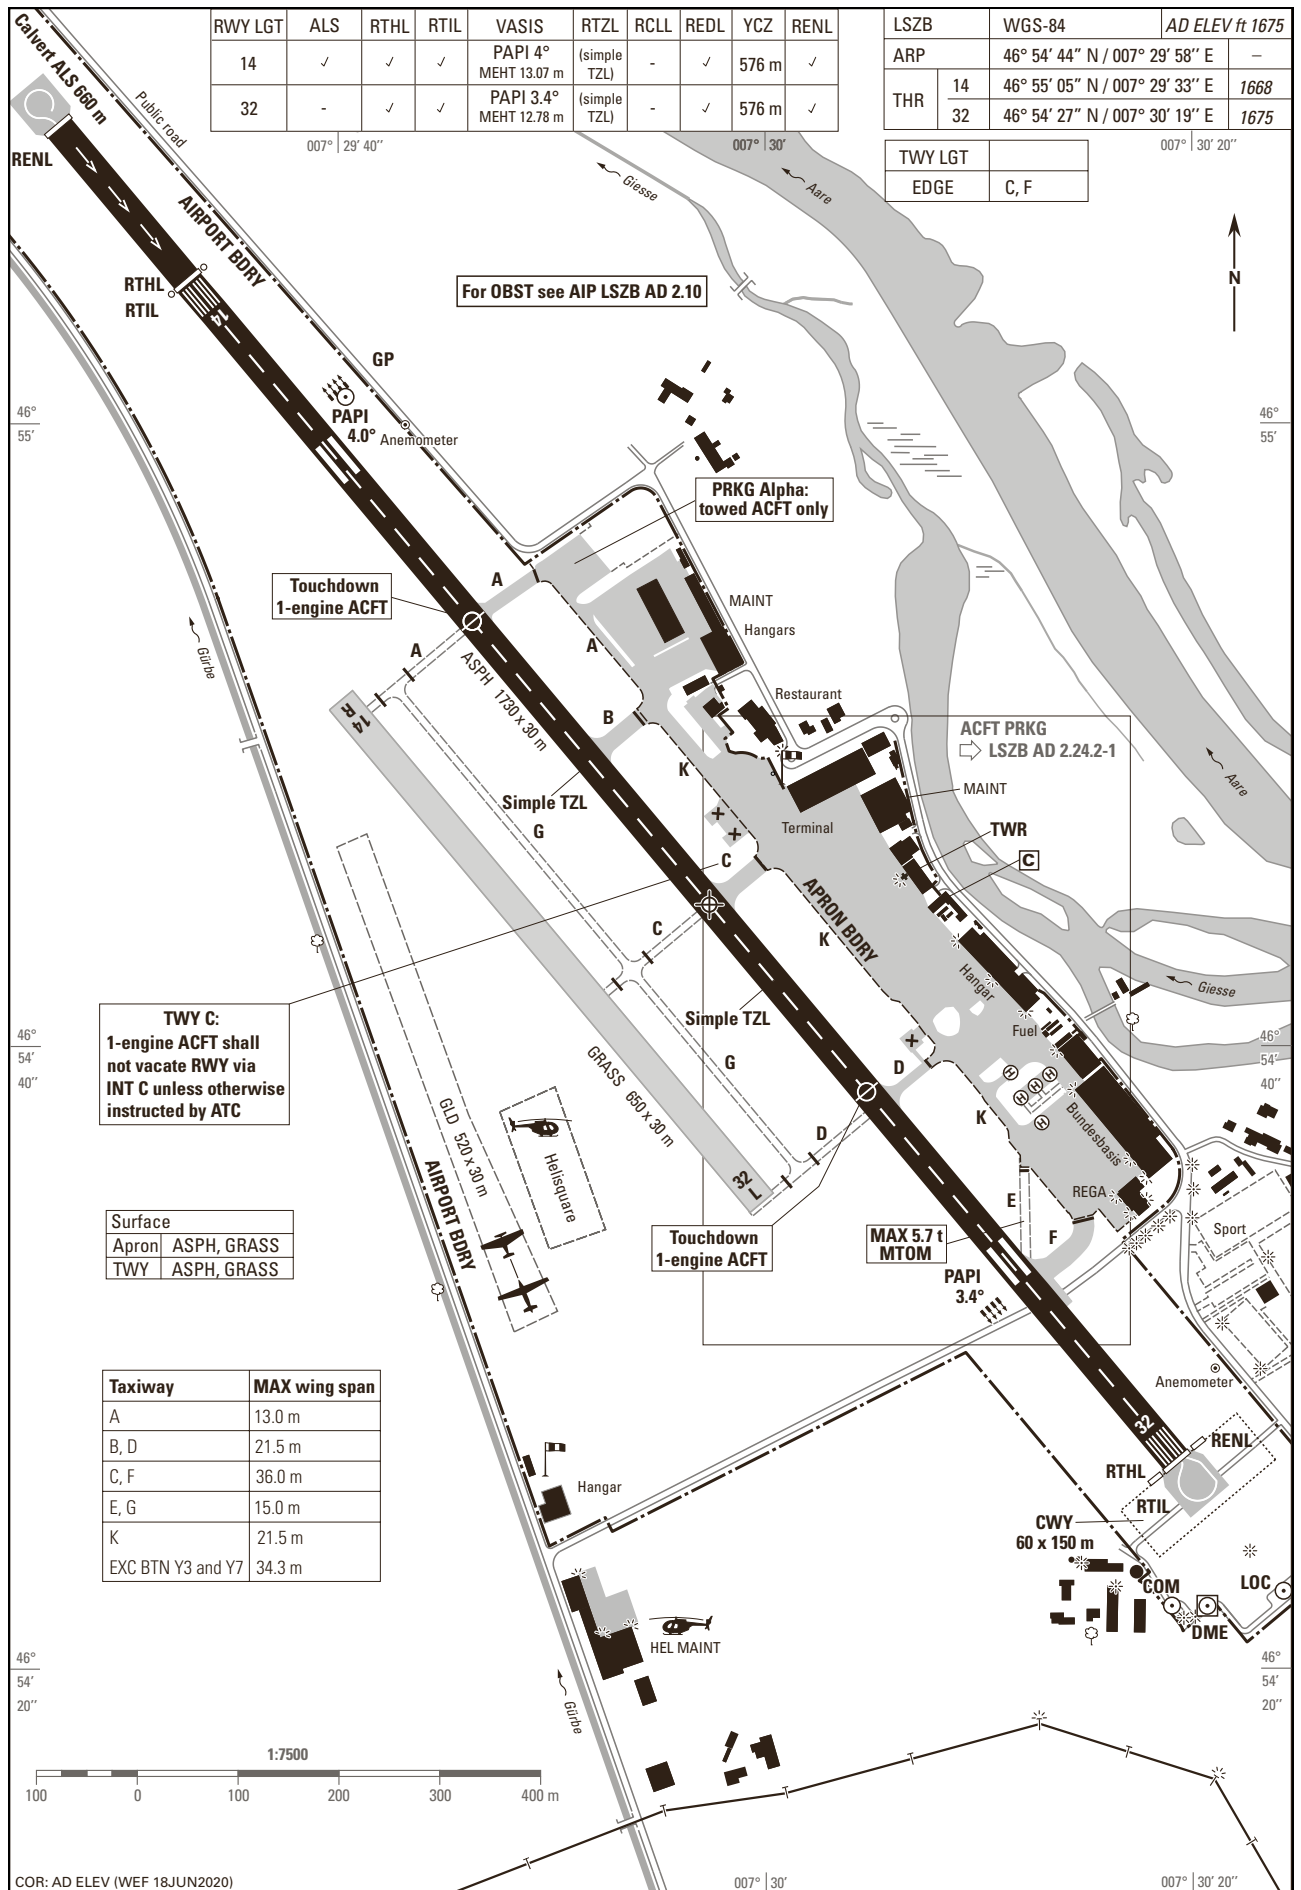 RWY LGT ALS RTHL RTIL VASIS RTZL RCLL REDL YCZ RENL
14 ✓ ✓ ✓ PAPI 4° MEHT 13.07 m (simple TZL) - ✓ 576 m ✓
32 - ✓ ✓ PAPI 3.4° MEHT 12.78 m (simple TZL) - ✓ 576 m ✓
LSZB WGS-84 AD ELEV ft 1675
ARP 46° 54′ 44″ N / 007° 29′ 58″ E –
THR 14 46° 55′ 05″ N / 007° 29′ 33″ E 1668
32 46° 54′ 27″ N / 007° 30′ 19″ E 1675
TWY LGT
EDGE C, F
Calvert ALS 660 m
Public road
007° 29′ 40″
007° 30′
007° 30′ 20″
RENL
Giesse
Aare
AIRPORT BDRY
N
RTHL
RTIL
For OBST see AIP LSZB AD 2.10
14
GP
PAPI
4.0°
Anemometer
46°
55′
46°
55′
PRKG Alpha:
towed ACFT only
A
Touchdown
1-engine ACFT
MAINT
Hangars
A
A
Gürbe
ASPH 1730 x 30 m
Restaurant
14
R
B
ACFT PRKG
LSZB AD 2.24.2-1
K
Aare
MAINT
Simple TZL
Terminal
TWR
G
C
C
APRON BDRY
C
K
Hangar
Giesse
TWY C:
1-engine ACFT shall
not vacate RWY via
INT C unless otherwise
instructed by ATC
Simple TZL
Fuel
46°
54′
40″
46°
54′
40″
G
D
H
H
H
H
H
GRASS 650 x 30 m
GLD 520 x 30 m
K
Bundesbasis
Helisquare
D
AIRPORT BDRY
32
L
REGA
E
Sport
Surface
Apron ASPH, GRASS
TWY ASPH, GRASS
Touchdown
1-engine ACFT
MAX 5.7 t
MTOM
F
PAPI
3.4°
Taxiway MAX wing span
A 13.0 m
B, D 21.5 m
C, F 36.0 m
E, G 15.0 m
K 21.5 m
EXC BTN Y3 and Y7 34.3 m
Anemometer
32
RENL
RTHL
RTIL
Hangar
CWY
60 x 150 m
COM
LOC
DME
HEL MAINT
46°
54′
20″
46°
54′
20″
Gürbe
1:7500
100 0 100 200 300 400 m
COR: AD ELEV (WEF 18JUN2020)
007° 30′
007° 30′ 20″